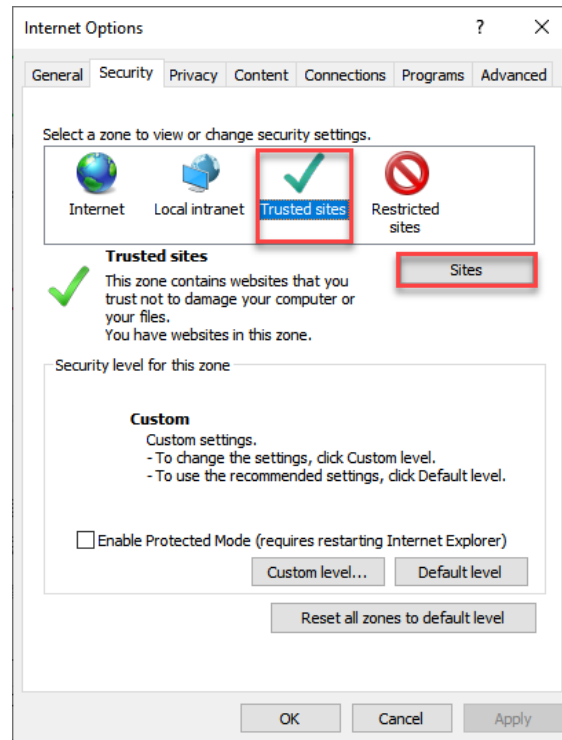 Internet Options
?
General Security Privacy Content Connections Programs Advanced
Select a zone to view or change security settings.
Internet Local intranet Trusted sites Restricted
sites
Trusted sites
Sites
This zone contains websites that you
trust not to damage your computer or
your files.
You have websites in this zone.
Security level for this zone
Custom
Custom settings.
- To change the settings, click Custom level.
- To use the recommended settings, click Default level.
Enable Protected Mode (requires restarting Internet Explorer)
Custom level... Default level
Reset all zones to default level
OK Cancel Apply